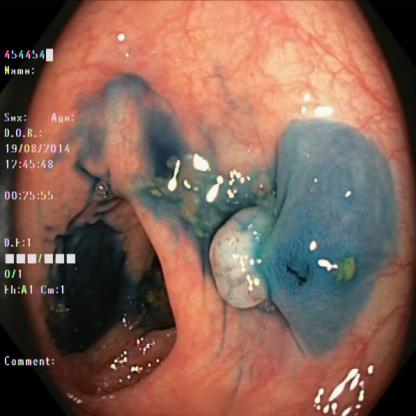 454454
Name:
Sex: Age:
D.O.B.:
19/08/2014
12:45:48
00:25:55
D.F:1
0/1
Eh:A1 Cm:1
Comment: